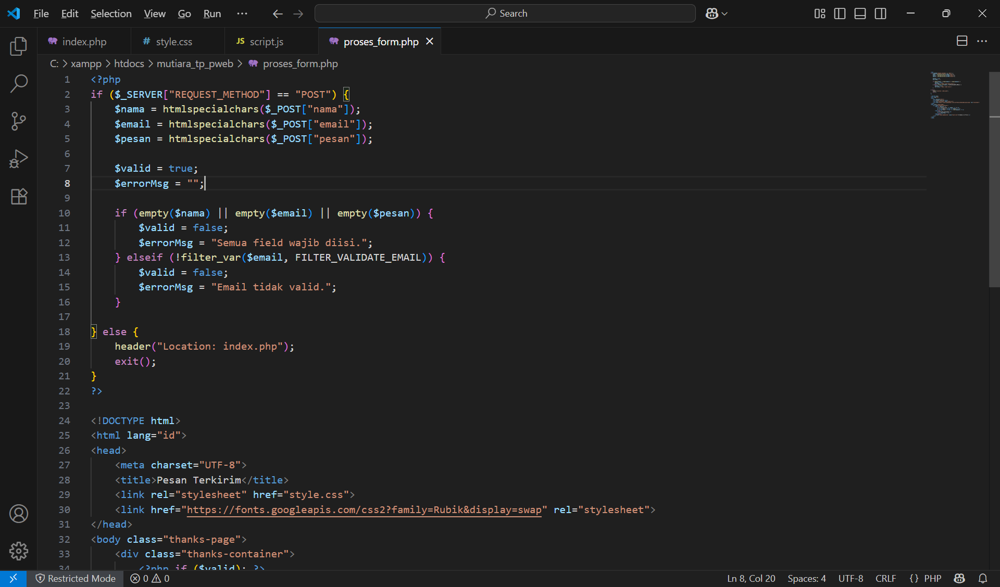 File Edit Selection View Go Run ··· Search
index.php # style.css JS script.js proses_form.php
C: > xampp > htdocs > mutiara_tp_pweb > proses_form.php
1 <?php
2 if ($_SERVER["REQUEST_METHOD"] == "POST") {
3     $nama = htmlspecialchars($_POST["nama"]);
4     $email = htmlspecialchars($_POST["email"]);
5     $pesan = htmlspecialchars($_POST["pesan"]);
6
7     $valid = true;
8     $errorMsg = "";
9
10     if (empty($nama) || empty($email) || empty($pesan)) {
11         $valid = false;
12         $errorMsg = "Semua field wajib diisi.";
13     } elseif (!filter_var($email, FILTER_VALIDATE_EMAIL)) {
14         $valid = false;
15         $errorMsg = "Email tidak valid.";
16     }
17
18 } else {
19     header("Location: index.php");
20     exit();
21 }
22 ?>
23
24 <!DOCTYPE html>
25 <html lang="id">
26 <head>
27     <meta charset="UTF-8">
28     <title>Pesan Terkirim</title>
29     <link rel="stylesheet" href="style.css">
30     <link href="https://fonts.googleapis.com/css2?family=Rubik&display=swap" rel="stylesheet">
31 </head>
32 <body class="thanks-page">
33     <div class="thanks-container">
34         <?php if ($valid): ?>
Restricted Mode 0 0 Ln 8, Col 20 Spaces: 4 UTF-8 CRLF {} PHP